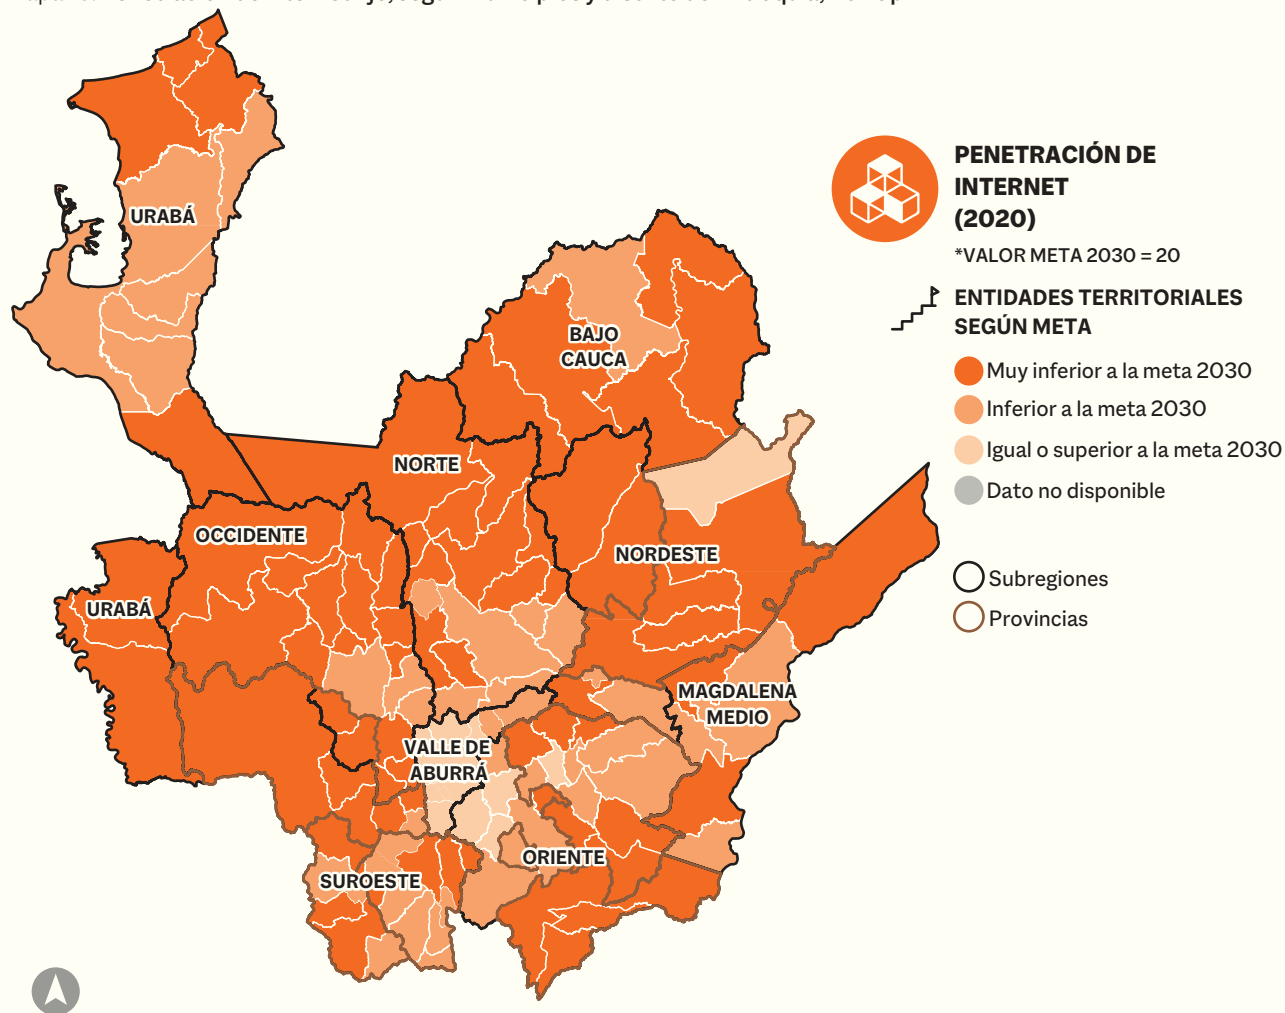 PENETRACIÓN DE
INTERNET
(2020)
*VALOR META 2030 = 20
ENTIDADES TERRITORIALES
SEGÚN META
Muy inferior a la meta 2030
Inferior a la meta 2030
Igual o superior a la meta 2030
Dato no disponible
Subregiones
Provincias
URABÁ
BAJO
CAUCA
NORTE
OCCIDENTE
NORDESTE
URABÁ
MAGDALENA
MEDIO
VALLE DE
ABURRÁ
ORIENTE
SUROESTE